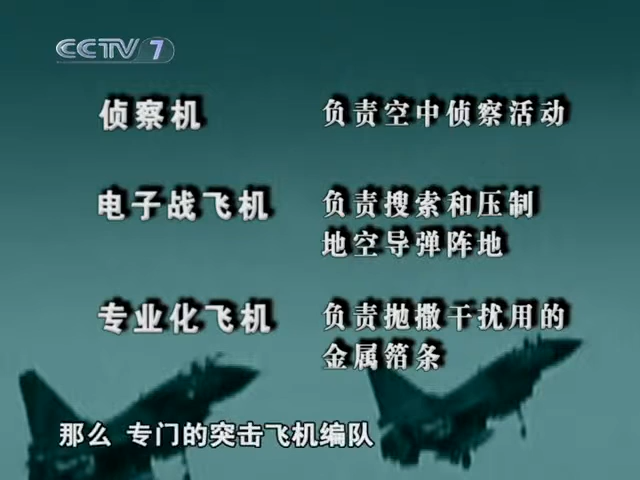 CCTV 7
侦察机 负责空中侦察活动
电子战飞机 负责搜索和压制
地空导弹阵地
专业化飞机 负责抛撒干扰用的
金属箔条
那么 专门的突击飞机编队